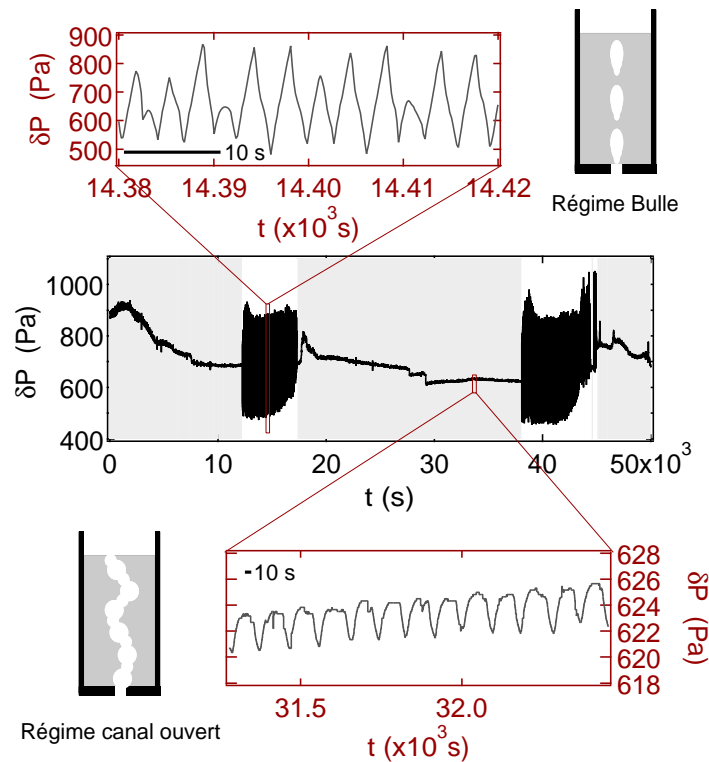 900
800
700
600
500
δP (Pa)
10 s
14.38 14.39 14.40 14.41 14.42
t (x10³s)
Régime Bulle
1000
800
600
400
δP (Pa)
0 10 20 30 40 50x10³
t (s)
-10 s
628
626
624
622
620
618
δP (Pa)
31.5 32.0
t (x10³s)
Régime canal ouvert